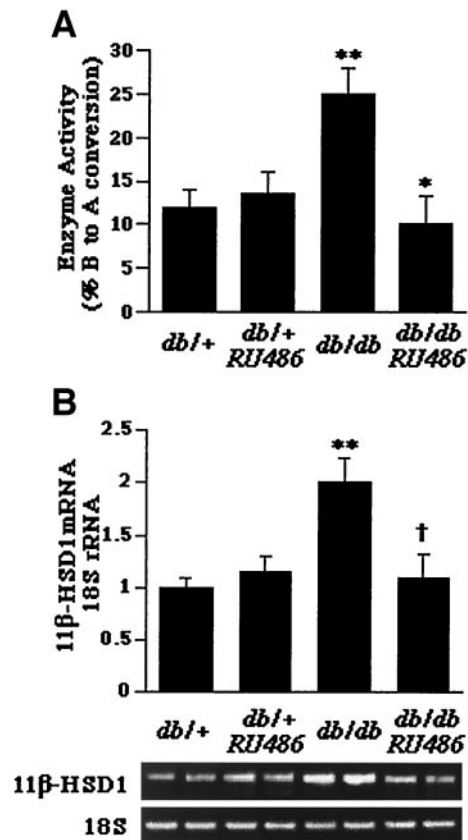 A
Enzyme Activity
(% B to A conversion)
30
25
20
15
10
5
0
**
*
db/+
db/+
RU486
db/db
db/db
RU486
B
11β-HSD1mRNA
18S rRNA
2.5
2
1.5
1
0.5
0
**
†
db/+
db/+
RU486
db/db
db/db
RU486
11β-HSD1
18S